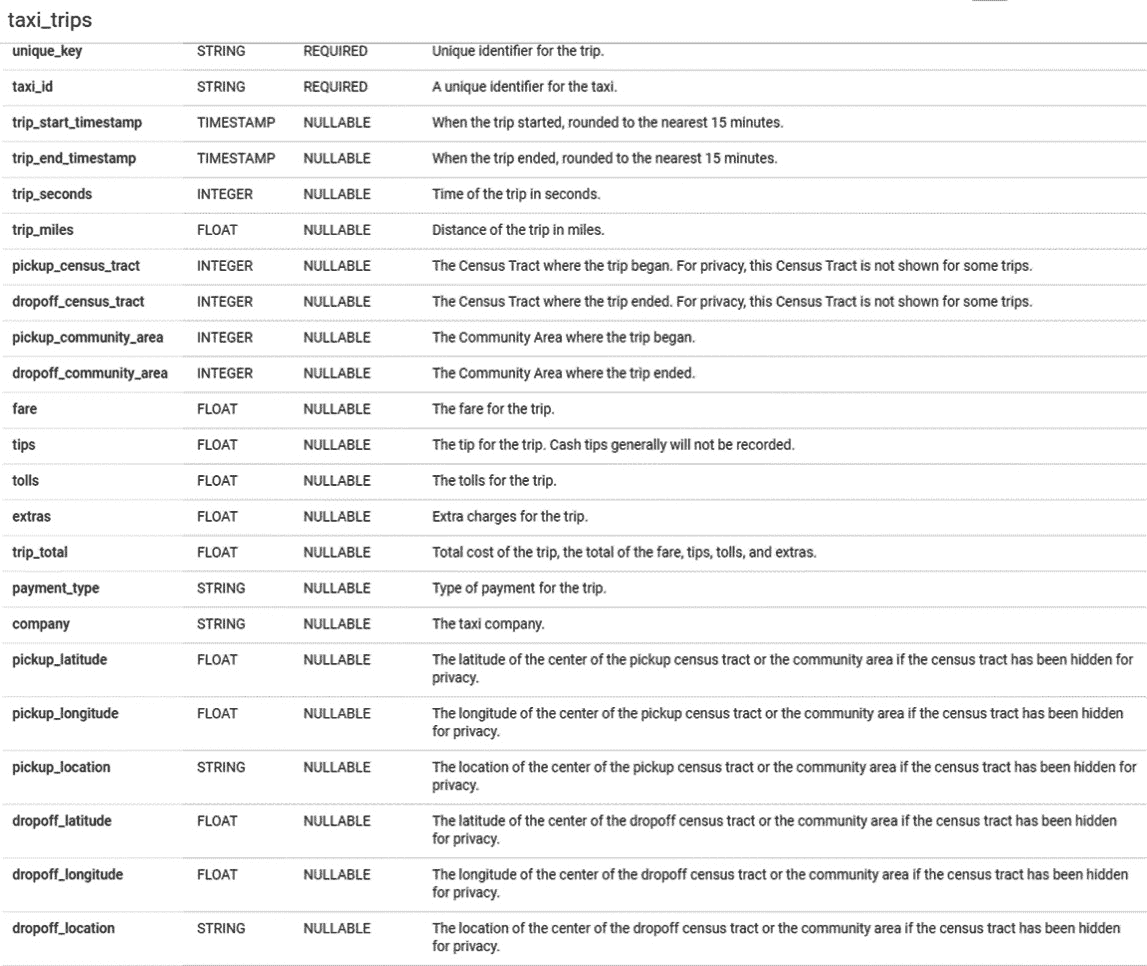 taxi_trips
unique_key STRING REQUIRED Unique identifier for the trip.
taxi_id STRING REQUIRED A unique identifier for the taxi.
trip_start_timestamp TIMESTAMP NULLABLE When the trip started, rounded to the nearest 15 minutes.
trip_end_timestamp TIMESTAMP NULLABLE When the trip ended, rounded to the nearest 15 minutes.
trip_seconds INTEGER NULLABLE Time of the trip in seconds.
trip_miles FLOAT NULLABLE Distance of the trip in miles.
pickup_census_tract INTEGER NULLABLE The Census Tract where the trip began. For privacy, this Census Tract is not shown for some trips.
dropoff_census_tract INTEGER NULLABLE The Census Tract where the trip ended. For privacy, this Census Tract is not shown for some trips.
pickup_community_area INTEGER NULLABLE The Community Area where the trip began.
dropoff_community_area INTEGER NULLABLE The Community Area where the trip ended.
fare FLOAT NULLABLE The fare for the trip.
tips FLOAT NULLABLE The tip for the trip. Cash tips generally will not be recorded.
tolls FLOAT NULLABLE The tolls for the trip.
extras FLOAT NULLABLE Extra charges for the trip.
trip_total FLOAT NULLABLE Total cost of the trip, the total of the fare, tips, tolls, and extras.
payment_type STRING NULLABLE Type of payment for the trip.
company STRING NULLABLE The taxi company.
pickup_latitude FLOAT NULLABLE The latitude of the center of the pickup census tract or the community area if the census tract has been hidden for
privacy.
pickup_longitude FLOAT NULLABLE The longitude of the center of the pickup census tract or the community area if the census tract has been hidden
for privacy.
pickup_location STRING NULLABLE The location of the center of the pickup census tract or the community area if the census tract has been hidden for
privacy.
dropoff_latitude FLOAT NULLABLE The latitude of the center of the dropoff census tract or the community area if the census tract has been hidden
for privacy.
dropoff_longitude FLOAT NULLABLE The longitude of the center of the dropoff census tract or the community area if the census tract has been hidden
for privacy.
dropoff_location STRING NULLABLE The location of the center of the dropoff census tract or the community area if the census tract has been hidden
for privacy.